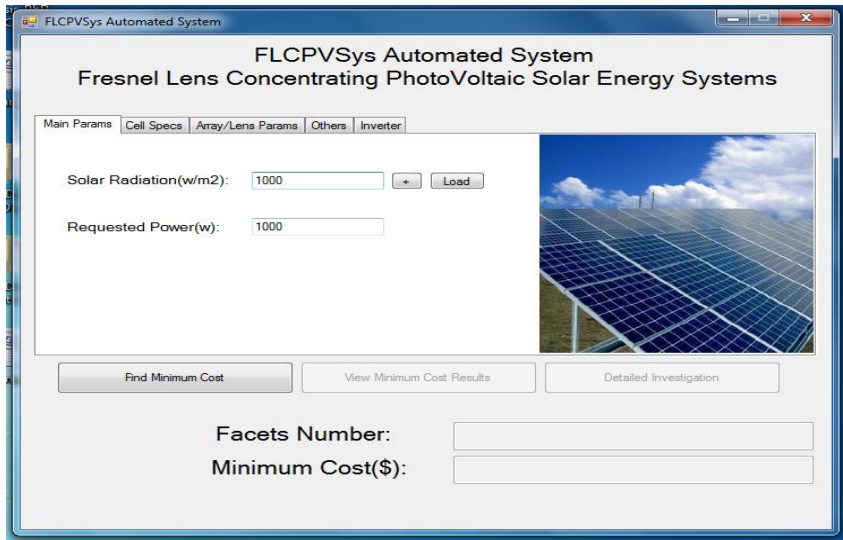 FLCPVSys Automated System
FLCPVSys Automated System
Fresnel Lens Concentrating PhotoVoltaic Solar Energy Systems
Main Params Cell Specs Array/Lens Params Others Inverter
Solar Radiation(w/m2): 1000 + Load
Requested Power(w): 1000
Find Minimum Cost View Minimum Cost Results Detailed Investigation
Facets Number:
Minimum Cost($):